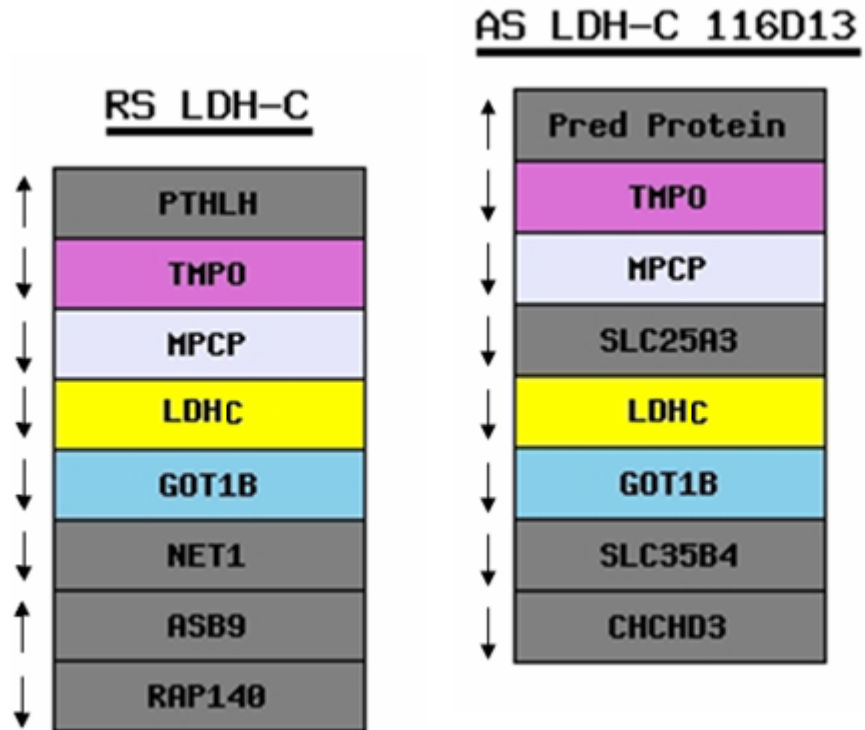 RS LDH-C
PTHLH
TMPO
MPCP
LDHC
GOT1B
NET1
ASB9
RAP140
AS LDH-C 116D13
Pred Protein
TMPO
MPCP
SLC25A3
LDHC
GOT1B
SLC35B4
CHCHD3